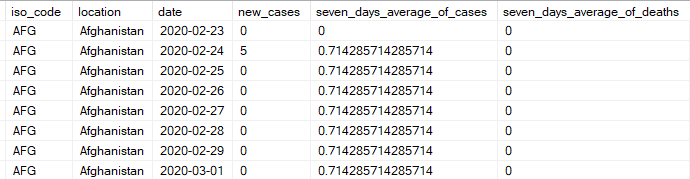 iso_code location date new_cases seven_days_average_of_cases seven_days_average_of_deaths
AFG Afghanistan 2020-02-23 0 0 0
AFG Afghanistan 2020-02-24 5 0.714285714285714 0
AFG Afghanistan 2020-02-25 0 0.714285714285714 0
AFG Afghanistan 2020-02-26 0 0.714285714285714 0
AFG Afghanistan 2020-02-27 0 0.714285714285714 0
AFG Afghanistan 2020-02-28 0 0.714285714285714 0
AFG Afghanistan 2020-02-29 0 0.714285714285714 0
AFG Afghanistan 2020-03-01 0 0.714285714285714 0